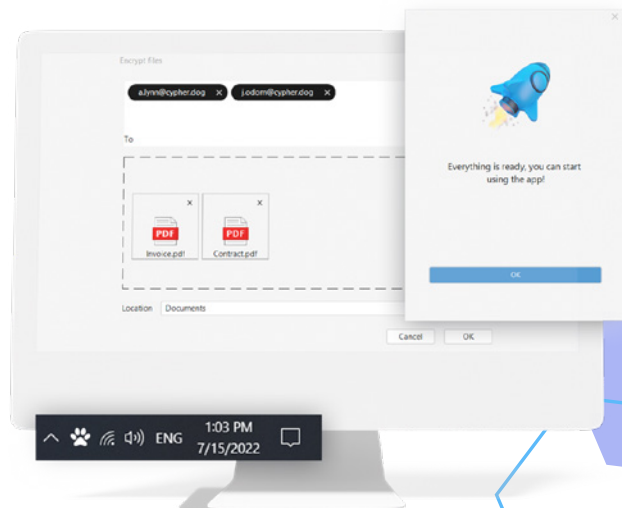 Encrypt Files
a.lynn@cypher.dog
j.odom@cypher.dog
To
PDF
Invoice.pdf
PDF
Contract.pdf
Location Documents
Cancel OK
Everything is ready, you can start
using the app!
OK
ENG
1:03 PM
7/15/2022